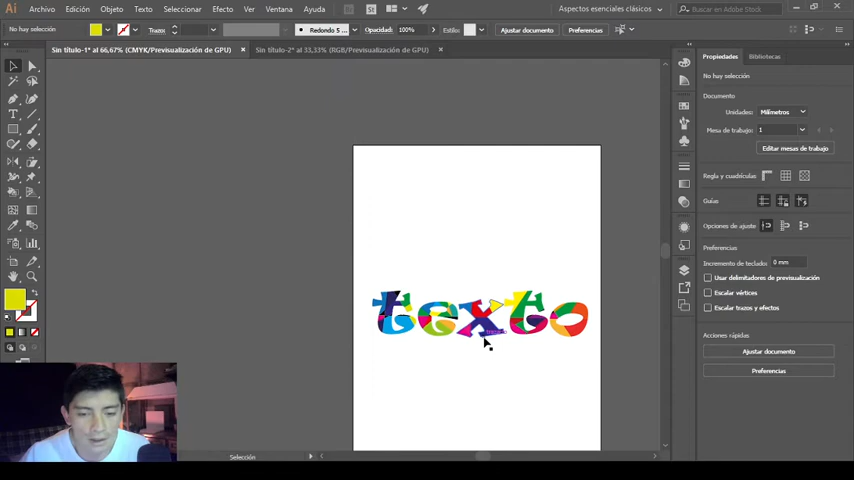 Ai Archivo Edición Objeto Texto Seleccionar Efecto Ver Ventana Ayuda Br St Aspectos esenciales clásicos Buscar en Adobe Stock
No hay selección Trazo: Redondo 5 ... Opacidad: 100% Estilo: Ajustar documento Preferencias
Sin título-1* al 66,67% (CMYK/Previsualización de GPU) Sin título-2* al 33,33% (RGB/Previsualización de GPU)
Propiedades Bibliotecas
No hay selección
Documento
Unidades: Milímetros
Mesa de trabajo: 1
Editar mesas de trabajo
Regla y cuadrículas
Guías
Opciones de ajuste
Preferencias
Incremento de teclado: 0 mm
Usar delimitadores de previsualización
Escalar vértices
Escalar trazos y efectos
Acciones rápidas
Ajustar documento
Preferencias
texto
Selección